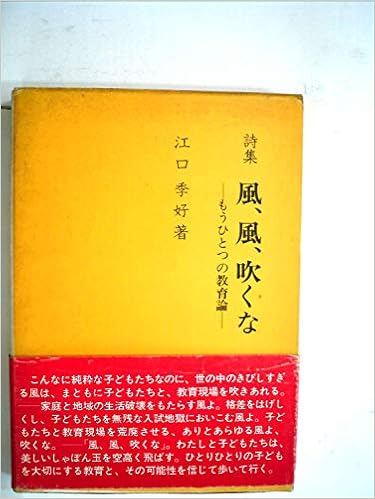 詩集
風、風、吹くな
―もうひとつの教育論―
江口季好著
こんなに純粋な子どもたちなのに、世の中のきびしすぎ
る風は、まともに子どもたちと、教育現場を吹きあれる。
――家庭と地域の生活破壊をもたらす風よ。格差をはげし
くし、子どもたちを無残な入試地獄においこむ風よ、子ど
もたちと教育現場を荒廃させる、ありとあらゆる風よ、
吹くな。――「風、風、吹くな」。わたしと子どもたちは、
美しいしゃぼん玉を空高く飛ばす。ひとりひとりの子ども
を大切にする教育と、その可能性を信じて歩いて行く。